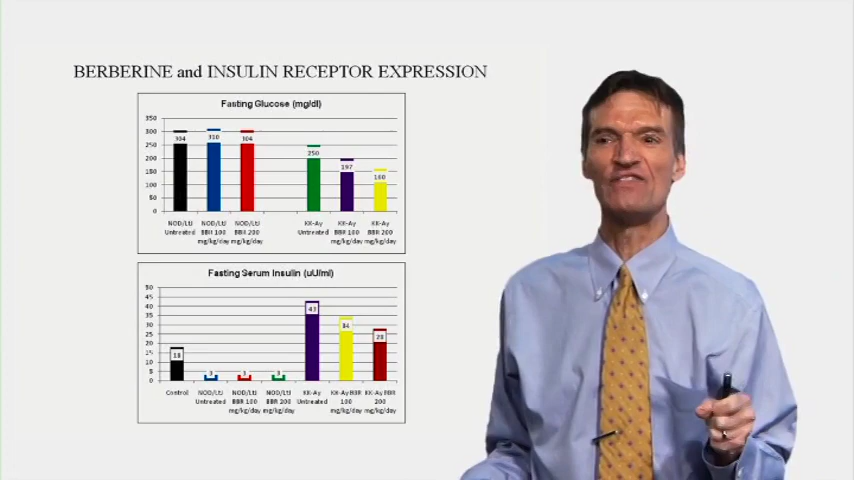 BERBERINE and INSULIN RECEPTOR EXPRESSION
Fasting Glucose (mg/dl)
350
300
250
200
150
100
50
0
304
310
304
250
197
160
NOD/LtJ Untreated
NOD/LtJ BBR 100 mg/kg/day
NOD/LtJ BBR 200 mg/kg/day
KK-Ay Untreated
KK-Ay BBR 100 mg/kg/day
KK-Ay BBR 200 mg/kg/day
Fasting Serum Insulin (uU/ml)
50
45
40
35
30
25
20
15
10
5
0
18
3
3
3
43
34
28
Control
NOD/LtJ Untreated
NOD/LtJ BBR 100 mg/kg/day
NOD/LtJ BBR 200 mg/kg/day
KK-Ay Untreated
KK-Ay BBR 100 mg/kg/day
KK-Ay BBR 200 mg/kg/day